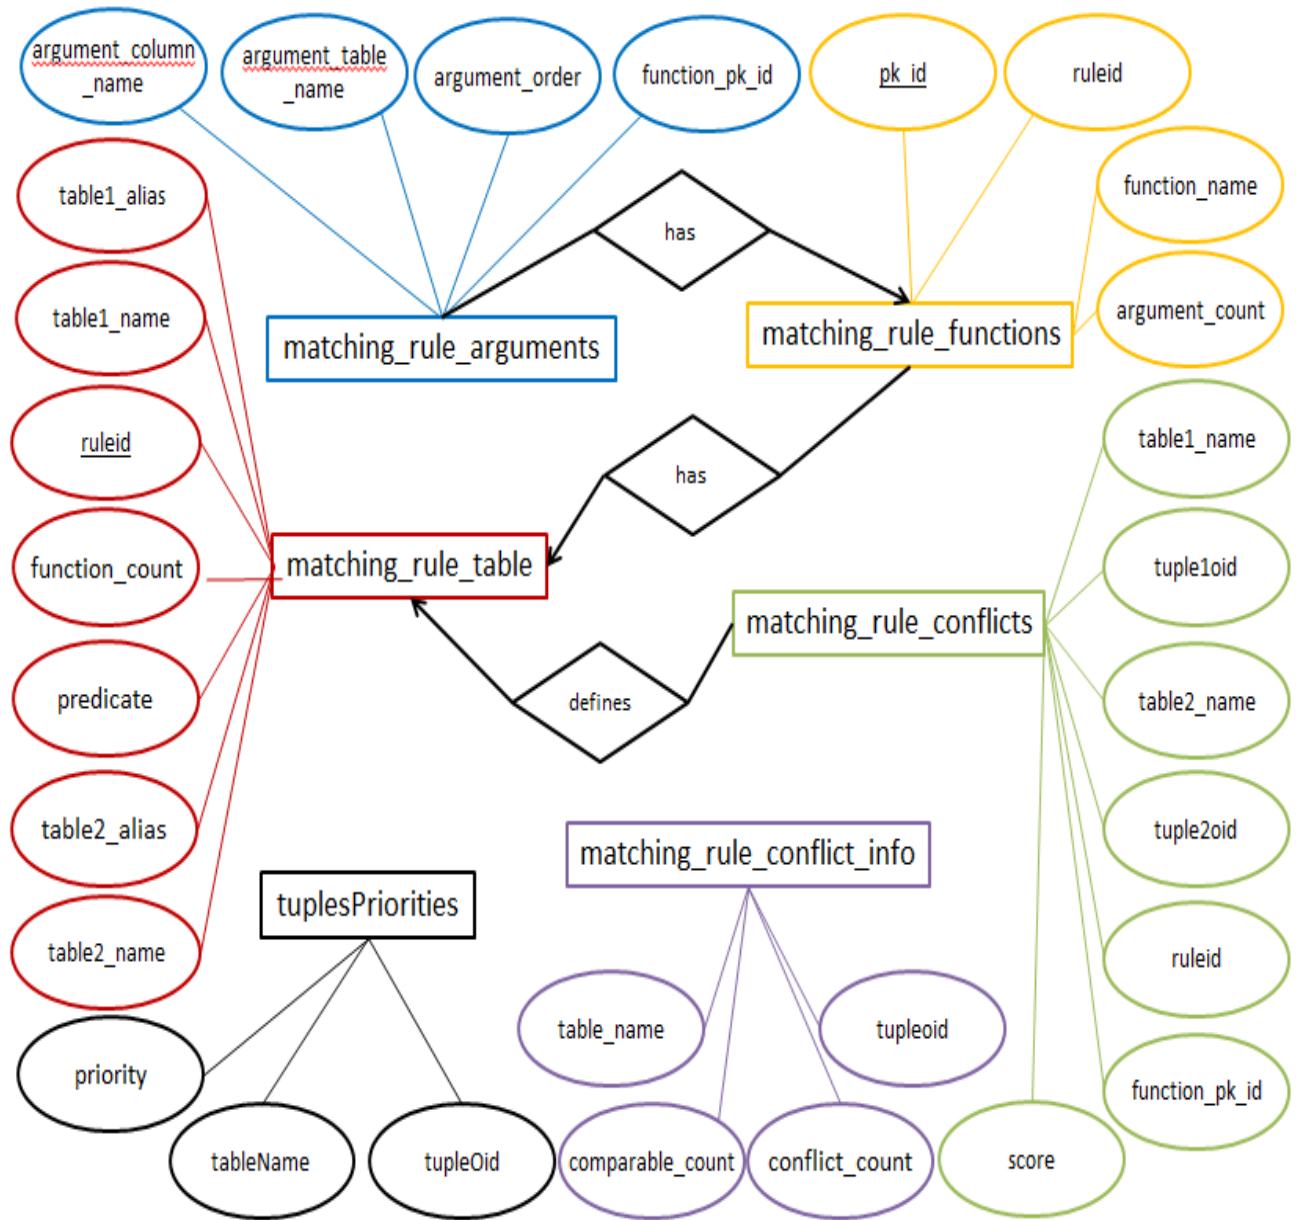 argument_column
_name
argument_table
_name
argument_order
function_pk_id
pk_id
ruleid
table1_alias
has
function_name
table1_name
matching_rule_arguments
matching_rule_functions
argument_count
ruleid
has
table1_name
function_count
matching_rule_table
tuple1oid
matching_rule_conflicts
predicate
defines
table2_name
table2_alias
matching_rule_conflict_info
tuple2oid
tuplesPriorities
table2_name
ruleid
priority
table_name
tupleoid
function_pk_id
tableName
tupleOid
comparable_count
conflict_count
score